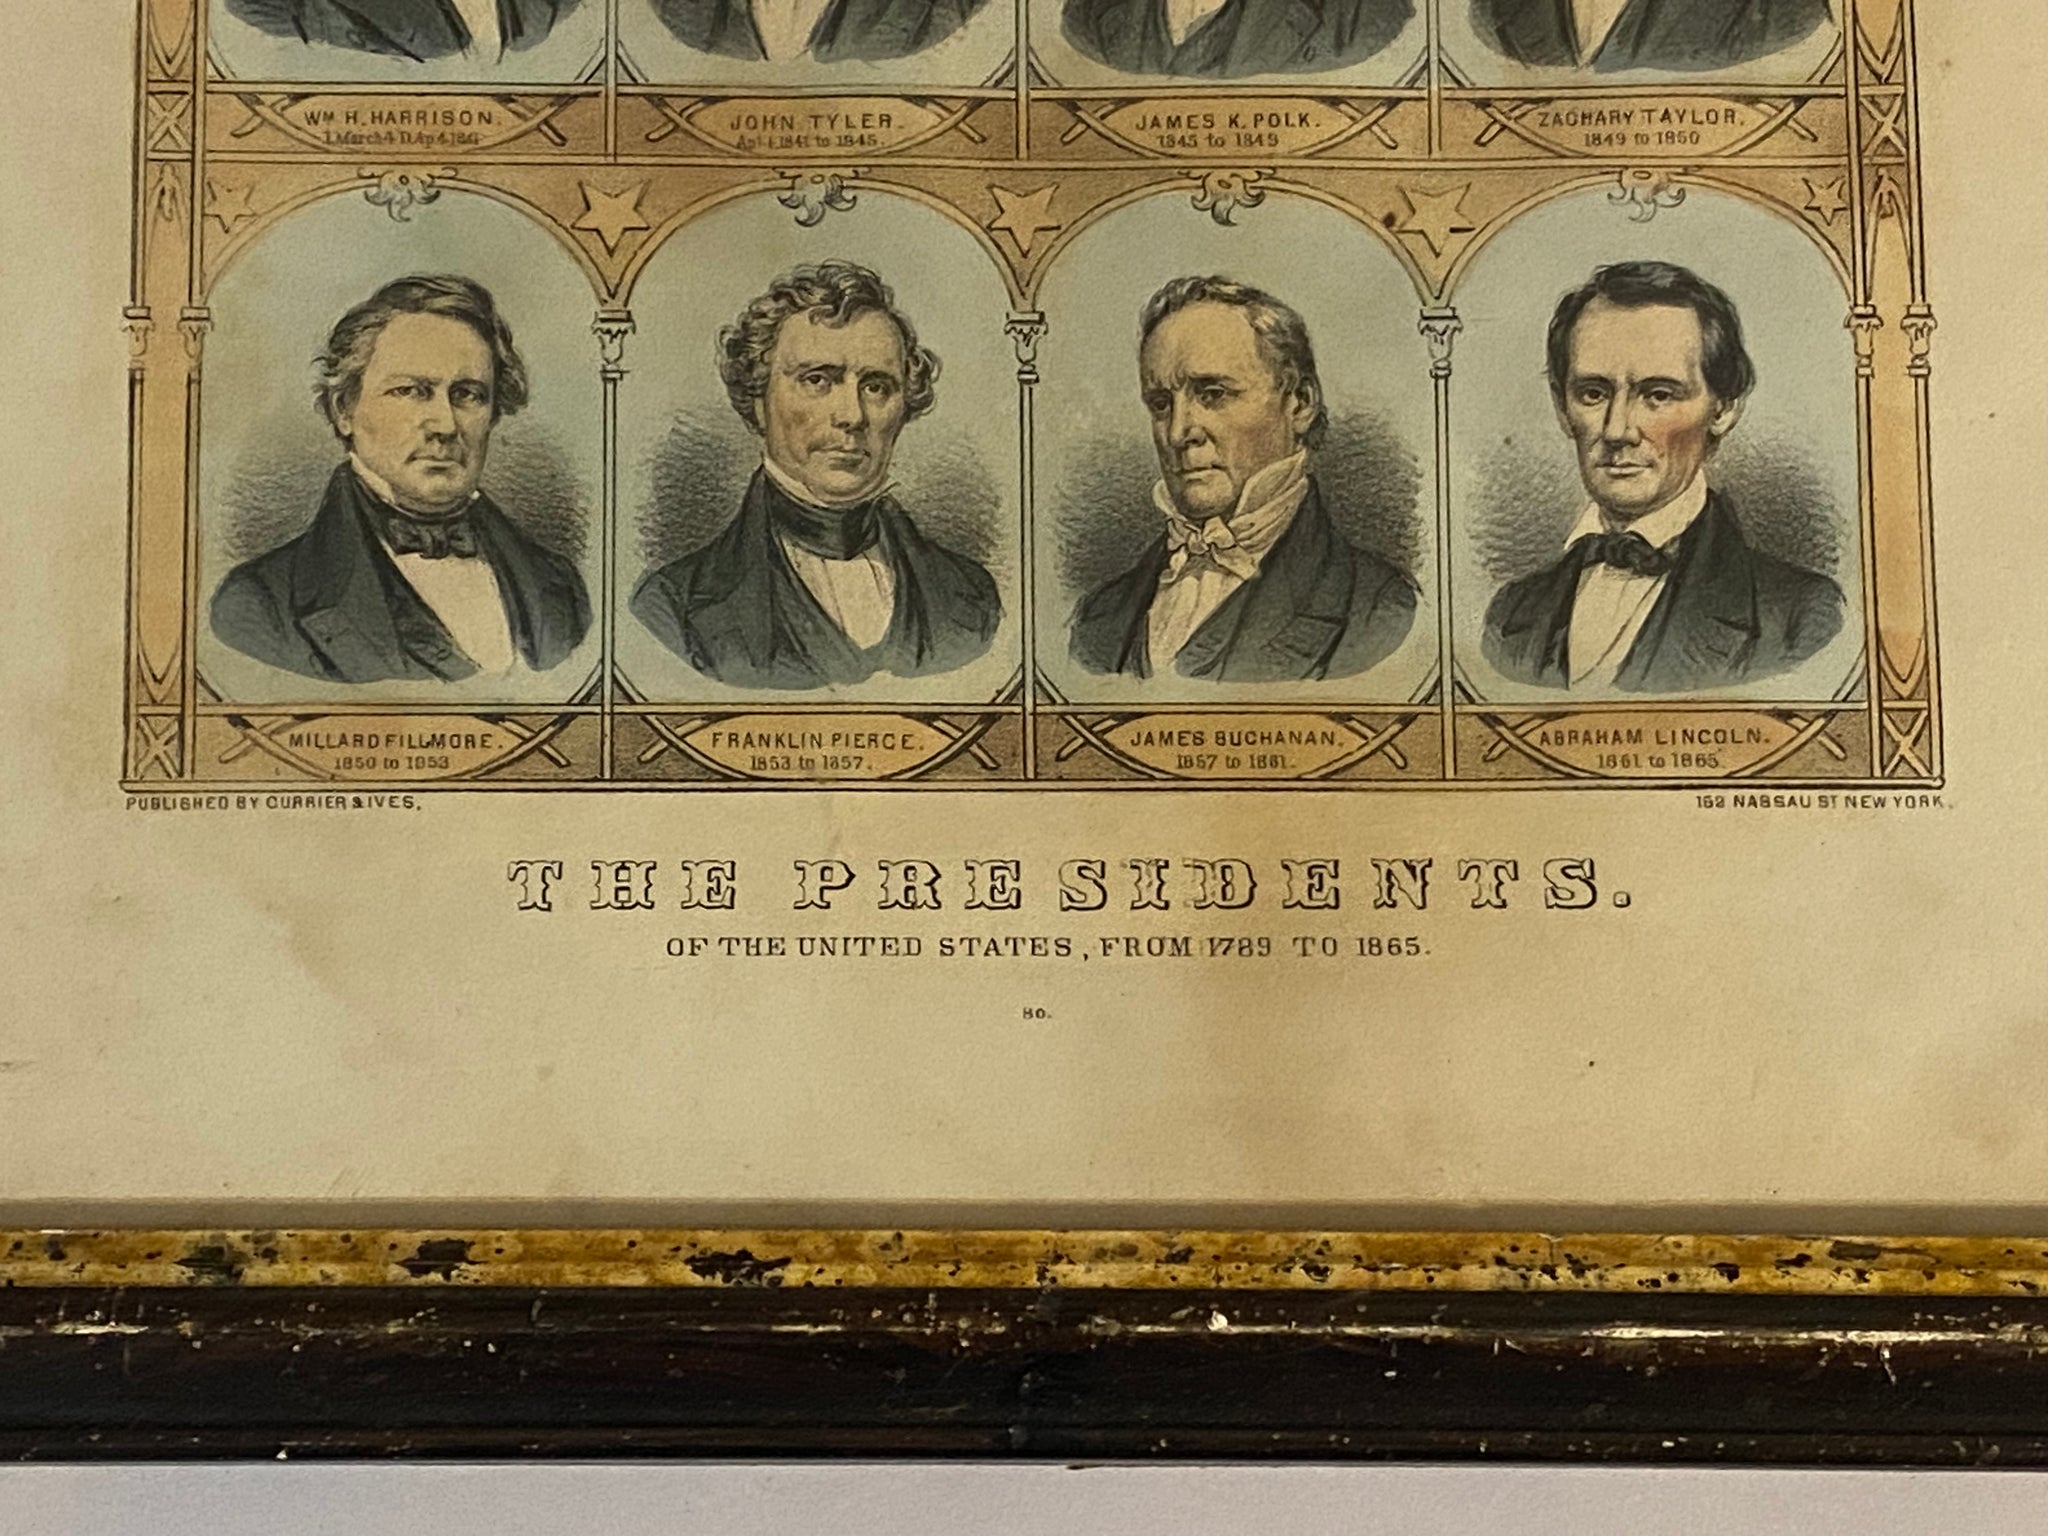 WM H. HARRISON.
JOHN TYLER.
JAMES K. POLK.
ZACHARY TAYLOR.
1 March 4 D. Ap. 4. 1841
Apl 4 1841 to 1845.
1845 to 1849
1849 to 1850
MILLARD FILLMORE.
FRANKLIN PIERCE.
JAMES BUCHANAN.
ABRAHAM LINCOLN.
1850 to 1853
1853 to 1857.
1857 to 1861.
1861 to 1865.
PUBLISHED BY CURRIER & IVES.
152 NASSAU ST NEW YORK.
THE PRESIDENTS.
OF THE UNITED STATES, FROM 1789 TO 1865.
80.